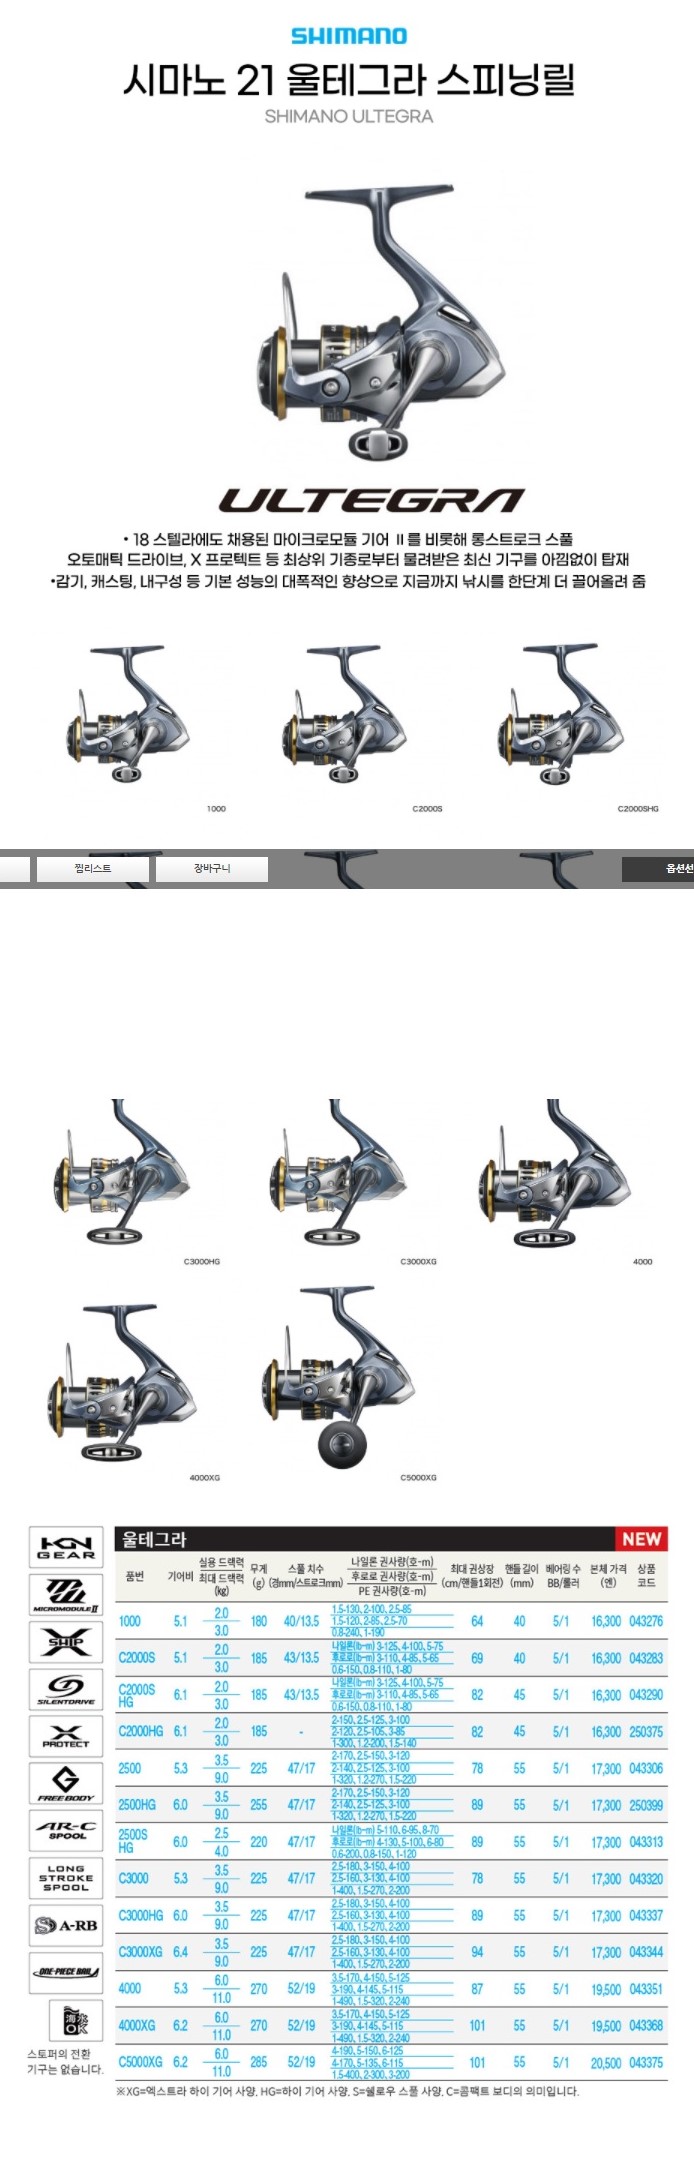 SHIMANO
시마노 21 울테그라 스피닝릴
SHIMANO ULTEGRA
ULTEGRA
• 18 스텔라에도 채용된 마이크로모듈 기어 Ⅱ를 비롯해 롱스트로크 스풀
오토매틱 드라이브, X 프로텍트 등 최상위 기종로부터 물려받은 최신 기구를 아낌없이 탑재
•감기, 캐스팅, 내구성 등 기본 성능의 대폭적인 향상으로 지금까지 낚시를 한단계 더 끌어올려 줌
1000 C2000S C2000SHG
찜리스트 장바구니 옵션선
C3000HG C3000XG 4000
4000XG C5000XG
HGN GEAR
MICROMODULE II
X SHIP
SILENTDRIVE
X PROTECT
G FREE BODY
AR-C SPOOL
LONG STROKE SPOOL
S A-RB
ONE-PIECE BAIL
海水 OK
스토퍼의 전환
기구는 없습니다.
울테그라 NEW
품번 기어비 실용 드랙력 최대 드랙력 (kg) 무게 (g) 스풀 치수 (경mm/스트로크mm) 나일론 권사량(호-m) 후로로 권사량(호-m) PE 권사량(호-m) 최대 권상장 (cm/핸들1회전) 핸들 길이 (mm) 베어링 수 BB/롤러 본체 가격 (엔) 상품 코드
1000 5.1 2.0 3.0 180 40/13.5 1.5-130, 2-100, 2.5-85 1.5-120, 2-85, 2.5-70 0.8-240, 1-190 64 40 5/1 16,300 043276
C2000S 5.1 2.0 3.0 185 43/13.5 나일론(lb-m) 3-125, 4-100, 5-75 후로로(lb-m) 3-110, 4-85, 5-65 0.6-150, 0.8-110, 1-80 69 40 5/1 16,300 043283
C2000S HG 6.1 2.0 3.0 185 43/13.5 나일론(lb-m) 3-125, 4-100, 5-75 후로로(lb-m) 3-110, 4-85, 5-65 0.6-150, 0.8-110, 1-80 82 45 5/1 16,300 043290
C2000HG 6.1 2.0 3.0 185 - 2-150, 2.5-125, 3-100 2-120, 2.5-105, 3-85 1-300, 1.2-200, 1.5-140 82 45 5/1 16,300 250375
2500 5.3 3.5 9.0 225 47/17 2-170, 2.5-150, 3-120 2-140, 2.5-125, 3-100 1-320, 1.2-270, 1.5-220 78 55 5/1 17,300 043306
2500HG 6.0 3.5 9.0 255 47/17 2-170, 2.5-150, 3-120 2-140, 2.5-125, 3-100 1-320, 1.2-270, 1.5-220 89 55 5/1 17,300 250399
2500S HG 6.0 2.5 4.0 220 47/17 나일론(lb-m) 5-110, 6-95, 8-70 후로로(lb-m) 4-130, 5-100, 6-80 0.6-200, 0.8-150, 1-120 89 55 5/1 17,300 043313
C3000 5.3 3.5 9.0 225 47/17 2.5-180, 3-150, 4-100 2.5-160, 3-130, 4-100 1-400, 1.5-270, 2-200 78 55 5/1 17,300 043320
C3000HG 6.0 3.5 9.0 225 47/17 2.5-180, 3-150, 4-100 2.5-160, 3-130, 4-100 1-400, 1.5-270, 2-200 89 55 5/1 17,300 043337
C3000XG 6.4 3.5 9.0 225 47/17 2.5-180, 3-150, 4-100 2.5-160, 3-130, 4-100 1-400, 1.5-270, 2-200 94 55 5/1 17,300 043344
4000 5.3 6.0 11.0 270 52/19 3.5-170, 4-150, 5-125 3-190, 4-145, 5-115 1-490, 1.5-320, 2-240 87 55 5/1 19,500 043351
4000XG 6.2 6.0 11.0 270 52/19 3.5-170, 4-150, 5-125 3-190, 4-145, 5-115 1-490, 1.5-320, 2-240 101 55 5/1 19,500 043368
C5000XG 6.2 6.0 11.0 285 52/19 4-190, 5-150, 6-125 4-170, 5-135, 6-115 1.5-400, 2-300, 3-200 101 55 5/1 20,500 043375
※XG=엑스트라 하이 기어 사양, HG=하이 기어 사양, S=쉘로우 스풀 사양, C=콤팩트 보디의 의미입니다.